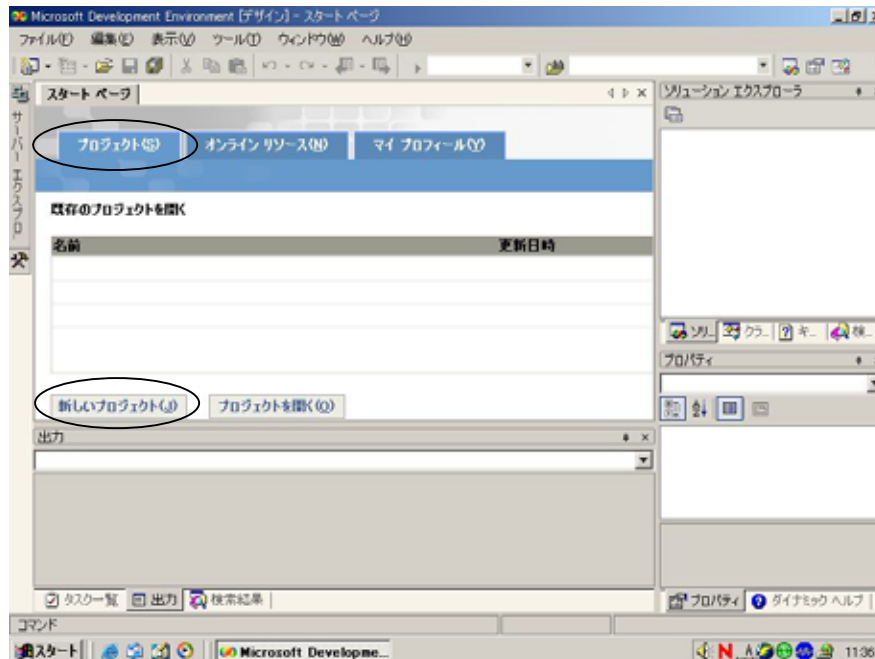 Microsoft Development Environment [デザイン] - スタート ページ
ファイル(F) 編集(E) 表示(V) ツール(T) ウィンドウ(W) ヘルプ(H)
スタート ページ
プロジェクト(S) オンライン リソース(N) マイ プロフィール(Y)
既存のプロジェクトを開く
名前 更新日時
新しいプロジェクト(J) プロジェクトを開く(O)
サーバー エクスプロ
出力
タスク一覧 出力 検索結果
ソリューション エクスプローラ
ソリ... クラ... キ... 検...
プロパティ
プロパティ ダイナミック ヘルプ
コマンド
スタート Microsoft Developme... 11:36